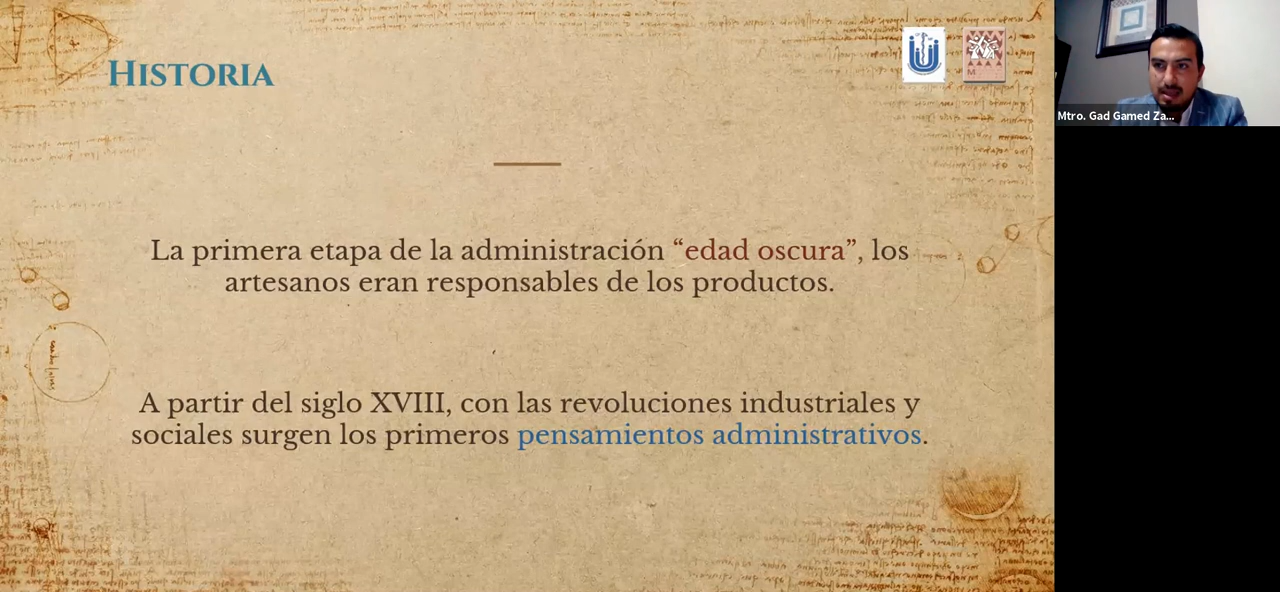 Historia
La primera etapa de la administración “edad oscura”, los
artesanos eran responsables de los productos.
A partir del siglo XVIII, con las revoluciones industriales y
sociales surgen los primeros pensamientos administrativos.
Mtro. Gad Gamed Za...